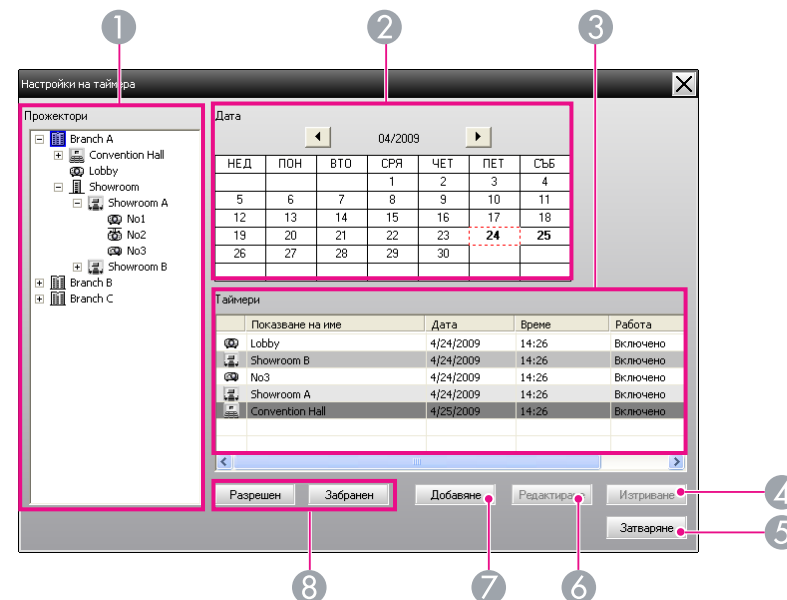 1 2 3
Настройки на таймера
Прожектори
Branch A
Convention Hall
Lobby
Showroom
Showroom A
No1
No2
No3
Showroom B
Branch B
Branch C
Дата
04/2009
НЕД ПОН ВТО СРЯ ЧЕТ ПЕТ СЪБ
1 2 3 4
5 6 7 8 9 10 11
12 13 14 15 16 17 18
19 20 21 22 23 24 25
26 27 28 29 30
Таймери
Показване на име Дата Време Работа
Lobby 4/24/2009 14:26 Включено
Showroom B 4/24/2009 14:26 Включено
No3 4/24/2009 14:26 Включено
Showroom A 4/24/2009 14:26 Включено
Convention Hall 4/25/2009 14:26 Включено
Разрешен Забранен Добавяне Редактиране Изтриване 4
Затваряне 5
8 7 6